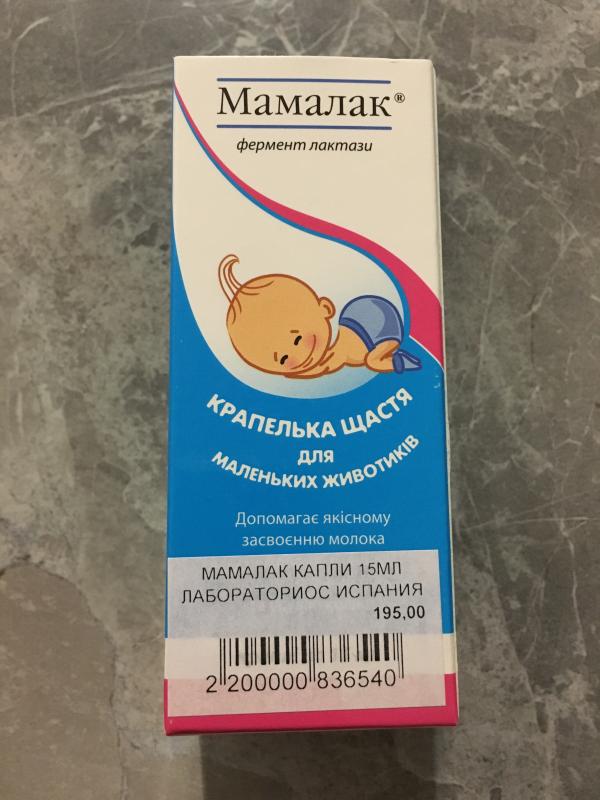 Мамалак®
фермент лактази
КРАПЕЛЬКА ЩАСТЯ
ДЛЯ
МАЛЕНЬКИХ ЖИВОТИКІВ
Допомагає якісному
засвоєнню молока
МАМАЛАК КАПЛИ 15МЛ
ЛАБОРАТОРИОС ИСПАНИЯ
195,00
2 200000 836540